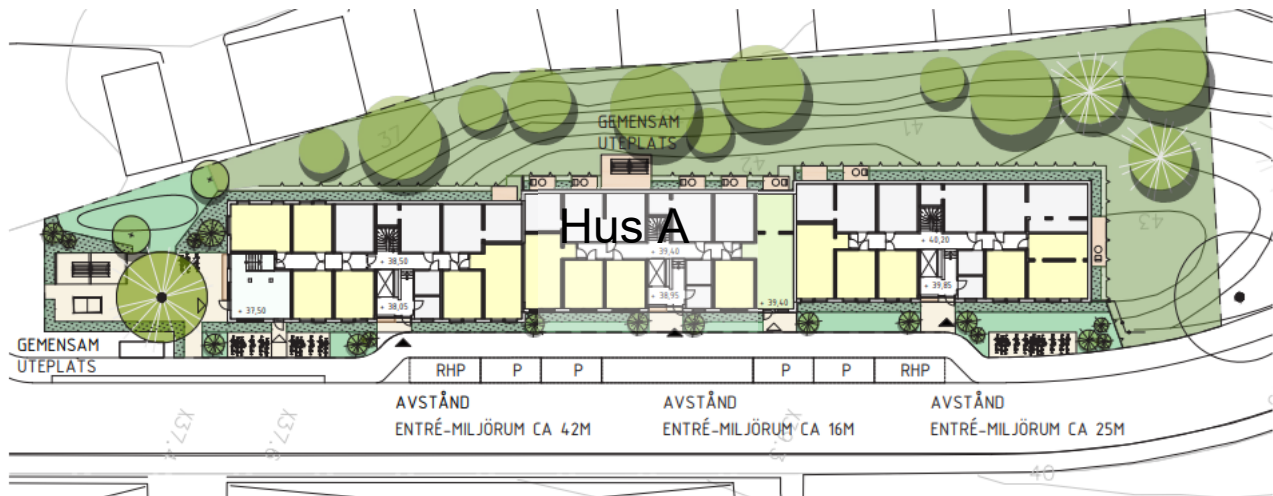 37
39
41
GEMENSAM
UTEPLATS
42
43
Hus A
+ 38,50
+ 39,40
+ 40,20
+ 37,50
+ 38,05
+ 38,95
+ 39,40
+ 39,85
GEMENSAM
UTEPLATS
RHP P P P P RHP
AVSTÅND
ENTRÉ-MILJÖRUM CA 42M
AVSTÅND
ENTRÉ-MILJÖRUM CA 16M
AVSTÅND
ENTRÉ-MILJÖRUM CA 25M
40